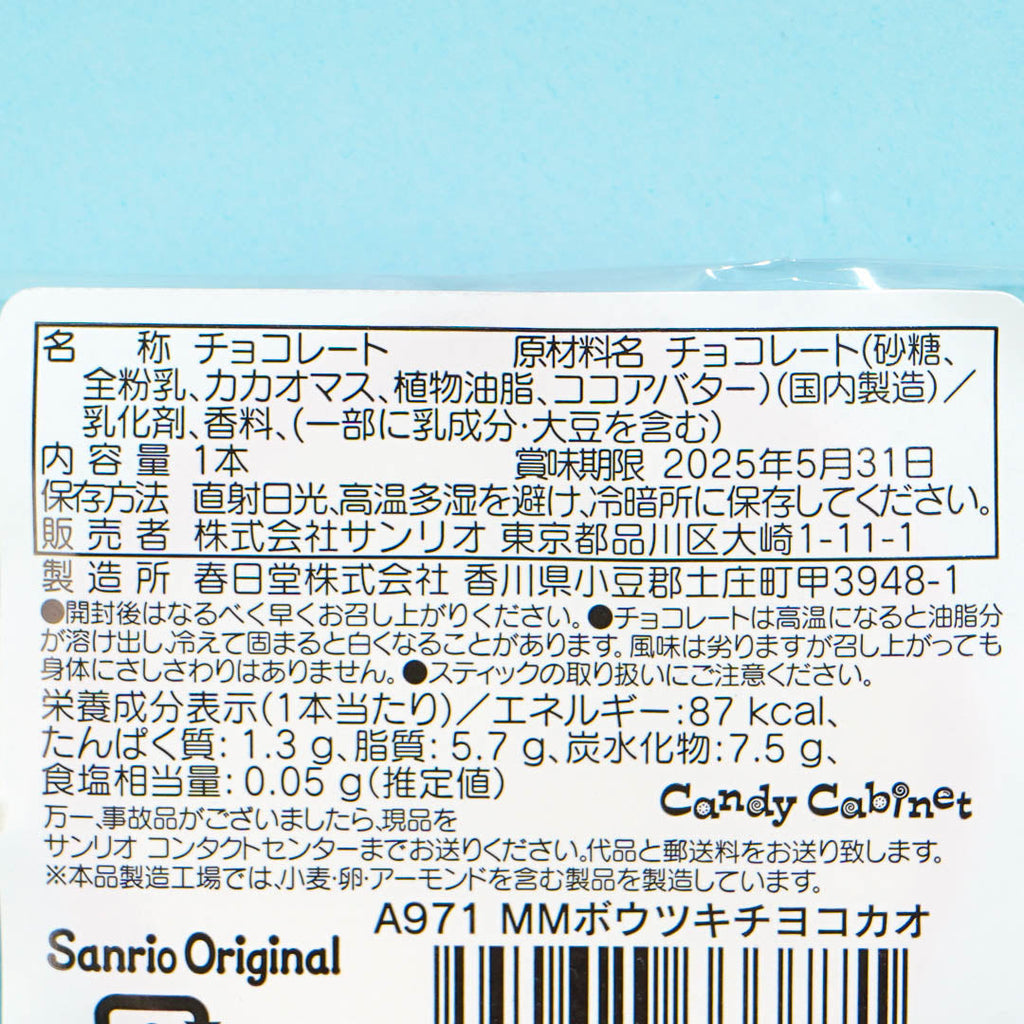 名 称 チョコレート 原材料名 チョコレート(砂糖、
全粉乳、カカオマス、植物油脂、ココアバター)(国内製造)/
乳化剤、香料、(一部に乳成分・大豆を含む)
内容量 1本 賞味期限 2025年5月31日
保存方法 直射日光、高温多湿を避け、冷暗所に保存してください。
販売者 株式会社サンリオ 東京都品川区大崎1-11-1
製造所 春日堂株式会社 香川県小豆郡土庄町甲3948-1
●開封後はなるべく早くお召し上がりください。●チョコレートは高温になると油脂分
が溶け出し、冷えて固まると白くなることがあります。風味は劣りますが召し上がっても
身体にさしさわりはありません。●スティックの取り扱いにご注意ください。
栄養成分表示(1本当たり)/エネルギー:87 kcal、
たんぱく質:1.3 g、脂質:5.7 g、炭水化物:7.5 g、
食塩相当量:0.05 g(推定値)
Candy Cabinet
万一、事故品がございましたら、現品を
サンリオ コンタクトセンターまでお送りください。代品と郵送料をお送り致します。
※本品製造工場では、小麦・卵・アーモンドを含む製品を製造しています。
A971 MMボウツキチヨコカオ
Sanrio Original